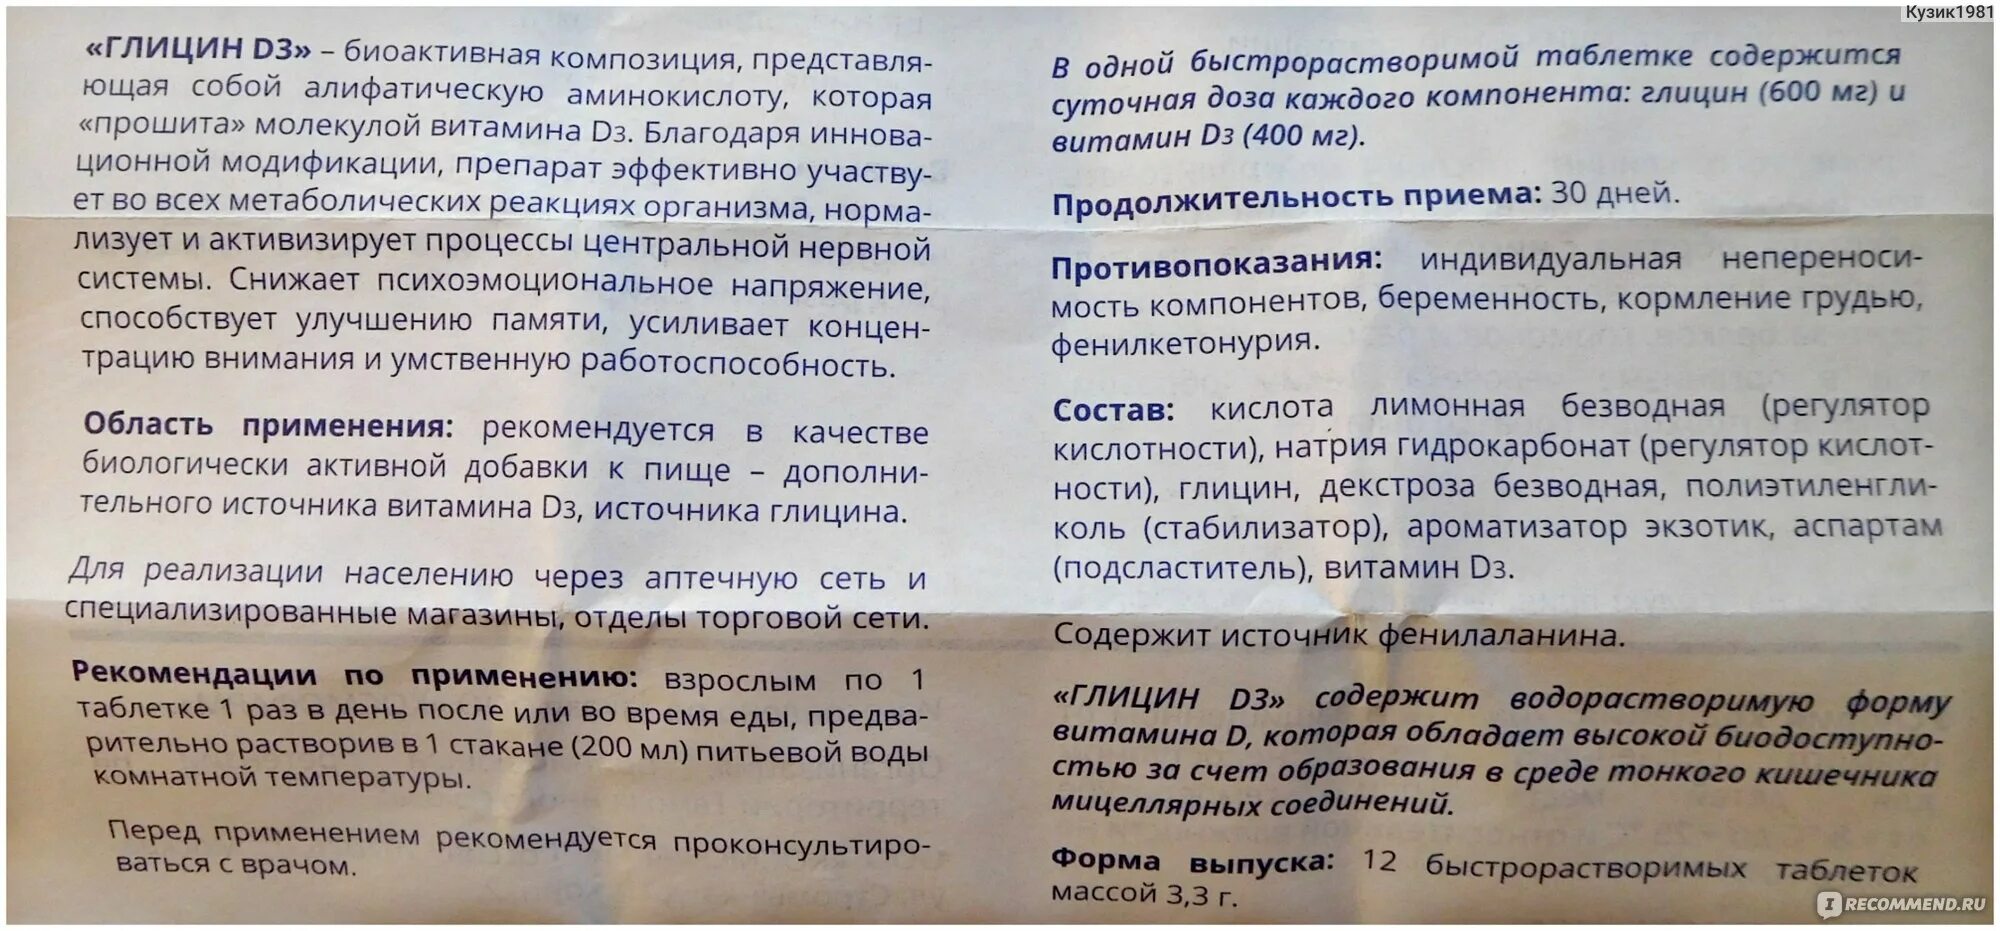 Кузик1981
«ГЛИЦИН D3» – биоактивная композиция, представля-
ющая собой алифатическую аминокислоту, которая
«прошита» молекулой витамина D3. Благодаря иннова-
ционной модификации, препарат эффективно участву-
ет во всех метаболических реакциях организма, норма-
лизует и активизирует процессы центральной нервной
системы. Снижает психоэмоциональное напряжение,
способствует улучшению памяти, усиливает концен-
трацию внимания и умственную работоспособность.
Область применения: рекомендуется в качестве
биологически активной добавки к пище – дополни-
тельного источника витамина D3, источника глицина.
Для реализации населению через аптечную сеть и
специализированные магазины, отделы торговой сети.
Рекомендации по применению: взрослым по 1
таблетке 1 раз в день после или во время еды, предва-
рительно растворив в 1 стакане (200 мл) питьевой воды
комнатной температуры.
Перед применением рекомендуется проконсультиро-
ваться с врачом.
В одной быстрорастворимой таблетке содержится
суточная доза каждого компонента: глицин (600 мг) и
витамин D3 (400 мг).
Продолжительность приема: 30 дней.
Противопоказания: индивидуальная непереноси-
мость компонентов, беременность, кормление грудью,
фенилкетонурия.
Состав: кислота лимонная безводная (регулятор
кислотности), натрия гидрокарбонат (регулятор кислот-
ности), глицин, декстроза безводная, полиэтиленгли-
коль (стабилизатор), ароматизатор экзотик, аспартам
(подсластитель), витамин D3.
Содержит источник фенилаланина.
«ГЛИЦИН D3» содержит водорастворимую форму
витамина D, которая обладает высокой биодоступно-
стью за счет образования в среде тонкого кишечника
мицеллярных соединений.
Форма выпуска: 12 быстрорастворимых таблеток
массой 3,3 г.
IRECOMMEND.RU